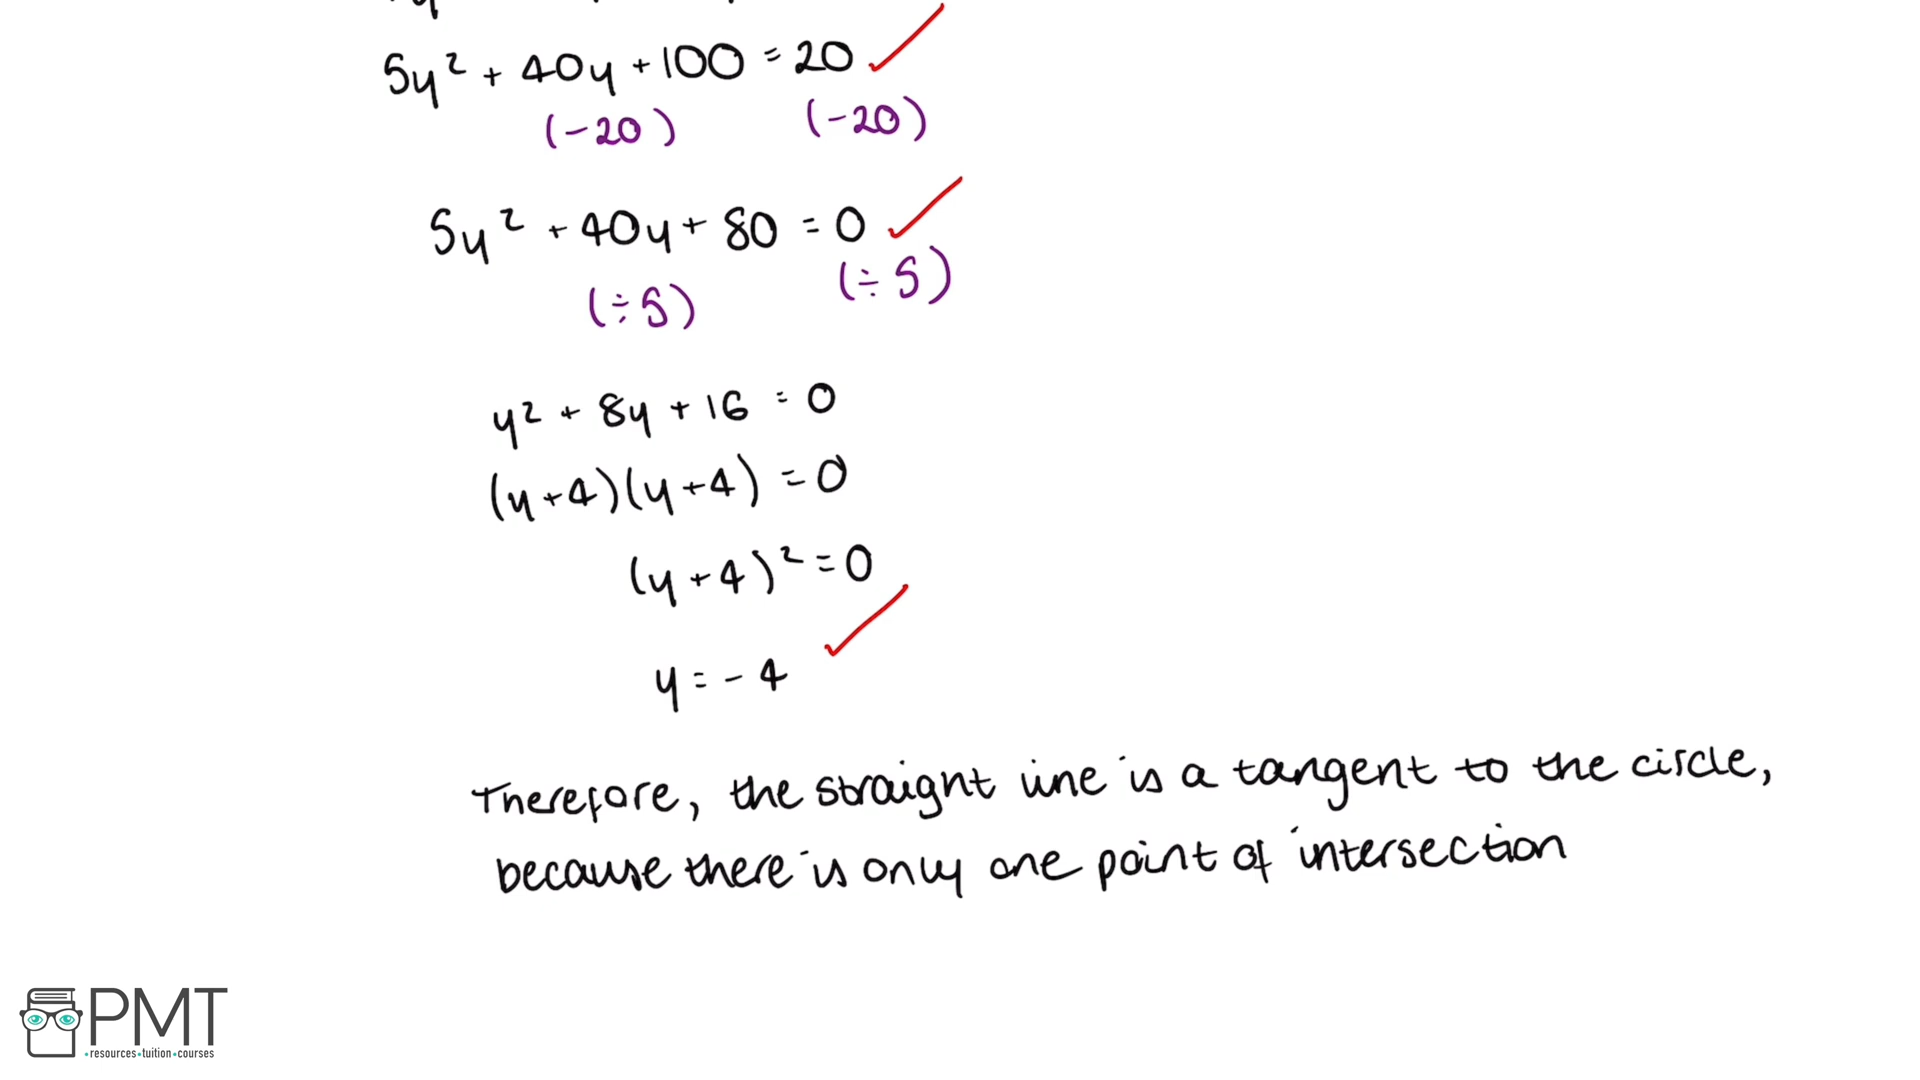 5y² + 40y + 100 = 20
(-20) (-20)
5y² + 40y + 80 = 0
(÷5) (÷5)
y² + 8y + 16 = 0
(y+4)(y+4) = 0
(y+4)² = 0
y = -4
Therefore, the straight line is a tangent to the circle,
because there is only one point of intersection
PMT
•resources•tuition•courses